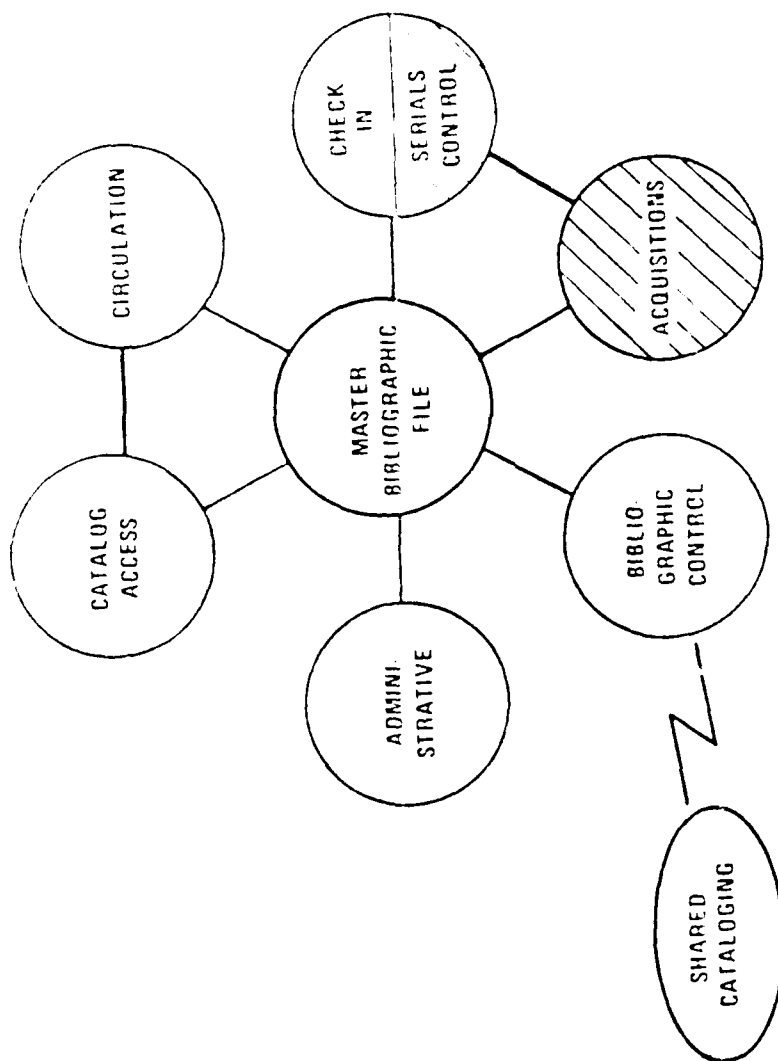 CATALOG
ACCESS
CIRCULATION
ADMINI-
STRATIVE
MASTER
BIBLIOGRAPHIC
FILE
CHECK
IN
SERIALS
CONTROL
SHARED
CATALOGING
BIBLIO-
GRAPHIC
CONTROL
ACQUISITIONS